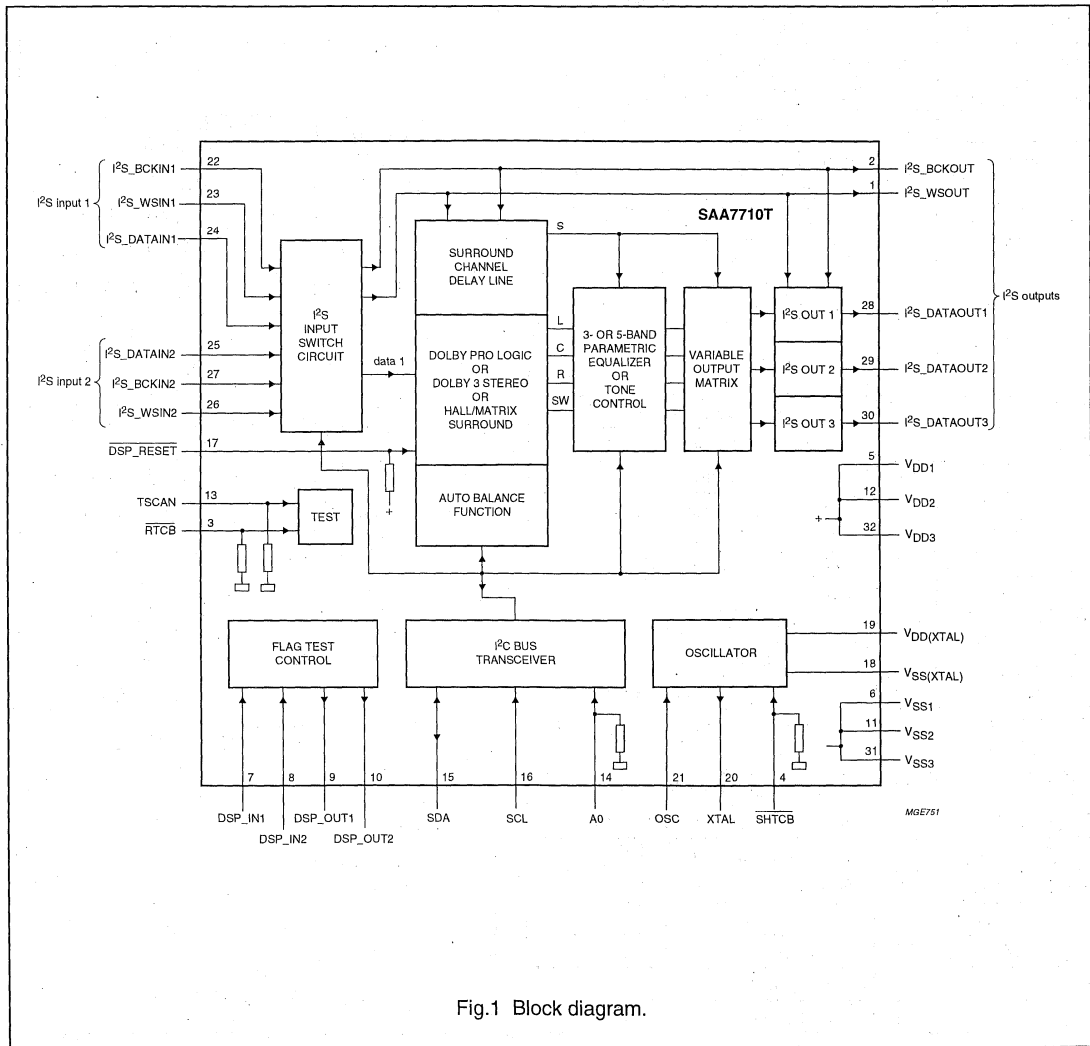 I²S input 1
I²S_BCKIN1
22
I²S_WSIN1
23
I²S_DATAIN1
24
I²S input 2
I²S_DATAIN2
25
I²S_BCKIN2
27
I²S_WSIN2
26
DSP_RESET
17
TSCAN
13
RTCB
3
I²S
INPUT
SWITCH
CIRCUIT
data 1
TEST
+
SURROUND
CHANNEL
DELAY LINE
DOLBY PRO LOGIC
OR
DOLBY 3 STEREO
OR
HALL/MATRIX
SURROUND
AUTO BALANCE
FUNCTION
S
L
C
R
SW
SAA7710T
3- OR 5-BAND
PARAMETRIC
EQUALIZER
OR
TONE
CONTROL
VARIABLE
OUTPUT
MATRIX
I²S OUT 1
I²S OUT 2
I²S OUT 3
2
I²S_BCKOUT
1
I²S_WSOUT
28
I²S_DATAOUT1
29
I²S_DATAOUT2
30
I²S_DATAOUT3
I²S outputs
5
VDD1
12
VDD2
+
32
VDD3
19
VDD(XTAL)
18
VSS(XTAL)
6
VSS1
11
VSS2
31
VSS3
FLAG TEST
CONTROL
I²C BUS
TRANSCEIVER
OSCILLATOR
7
8
9
10
15
16
14
21
20
4
DSP_IN1
DSP_IN2
DSP_OUT1
DSP_OUT2
SDA
SCL
A0
OSC
XTAL
SHTCB
MGE751
Fig.1 Block diagram.